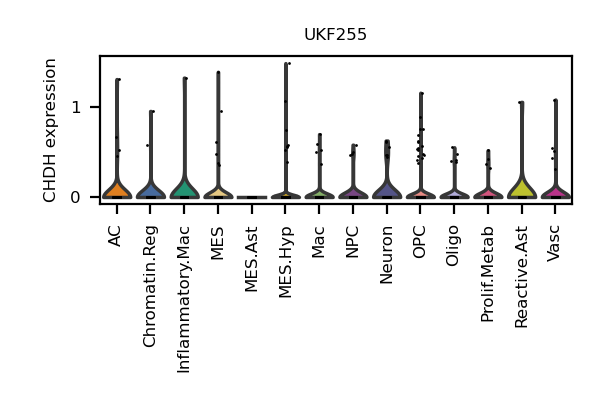 UKF255
CHDH expression
1
0
AC
Chromatin.Reg
Inflammatory.Mac
MES
MES.Ast
MES.Hyp
Mac
NPC
Neuron
OPC
Oligo
Prolif.Metab
Reactive.Ast
Vasc